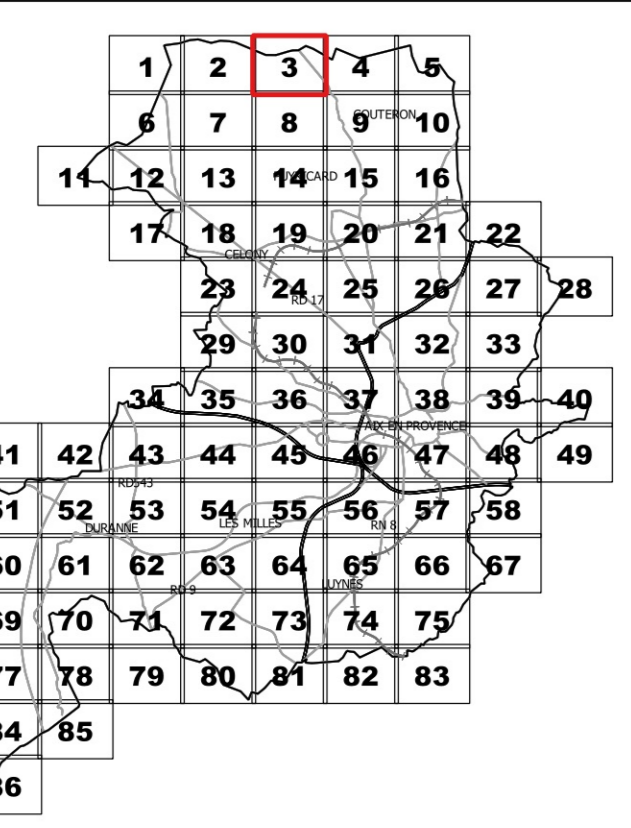 1 2 3 4 5
COUTERON
6 7 8 9 10
PUYRICARD
11 12 13 14 15 16
17 18 19 20 21 22
CELONY
23 24 25 26 27 28
RD 17
29 30 31 32 33
34 35 36 37 38 39 40
AIX EN PROVENCE
42 43 44 45 46 47 48 49
RD543
52 53 54 55 56 57 58
DURANNE LES MILLES RN 8
61 62 63 64 65 66 67
RD 9 LUYNES
70 71 72 73 74 75
78 79 80 81 82 83
85